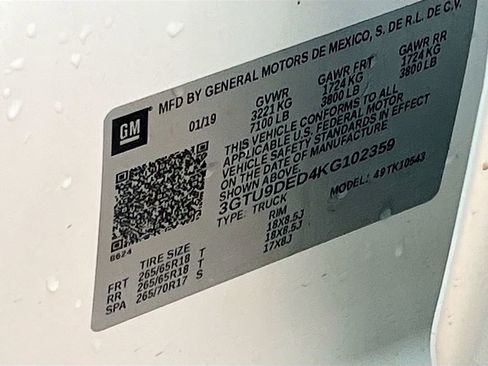 GM
MFD BY GENERAL MOTORS DE MEXICO, S. DE R.L. DE C.V.
01/19 GVWR GAWR FRT GAWR RR
3221 KG 1724 KG 1724 KG
7100 LB 3800 LB 3800 LB
THIS VEHICLE CONFORMS TO ALL
APPLICABLE U.S. FEDERAL MOTOR
VEHICLE SAFETY STANDARDS IN EFFECT
ON THE DATE OF MANUFACTURE
SHOWN ABOVE.
3GTU9DED4KG102359
TYPE: TRUCK MODEL: 49TK10543
8624
TIRE SIZE RIM
FRT 265/65R18 T 18X8.5J
RR 265/65R18 T 18X8.5J
SPA 265/70R17 S 17X8J